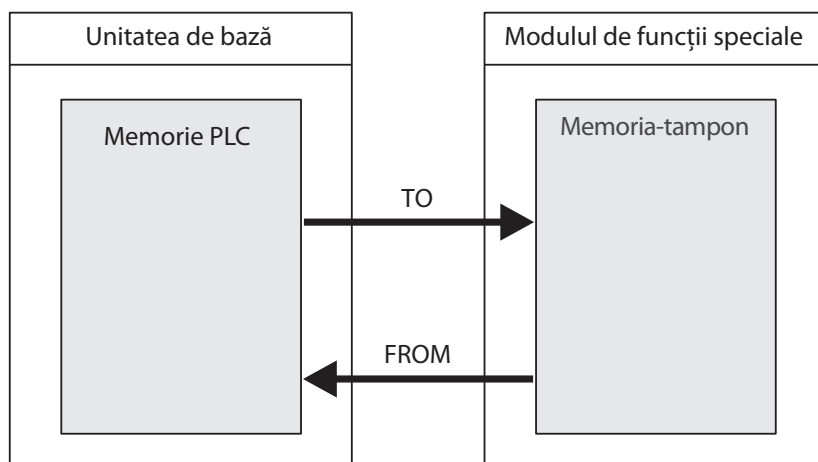 Unitatea de bază
Modulul de funcții speciale
Memorie PLC
Memoria-tampon
TO
FROM